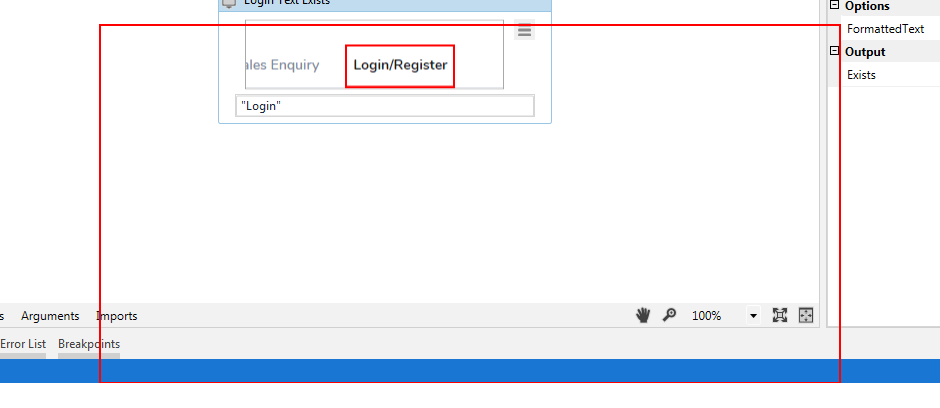 Login Text Exists
Options
FormattedText
Output
Exists
ales Enquiry Login/Register
"Login"
s Arguments Imports 100%
Error List Breakpoints